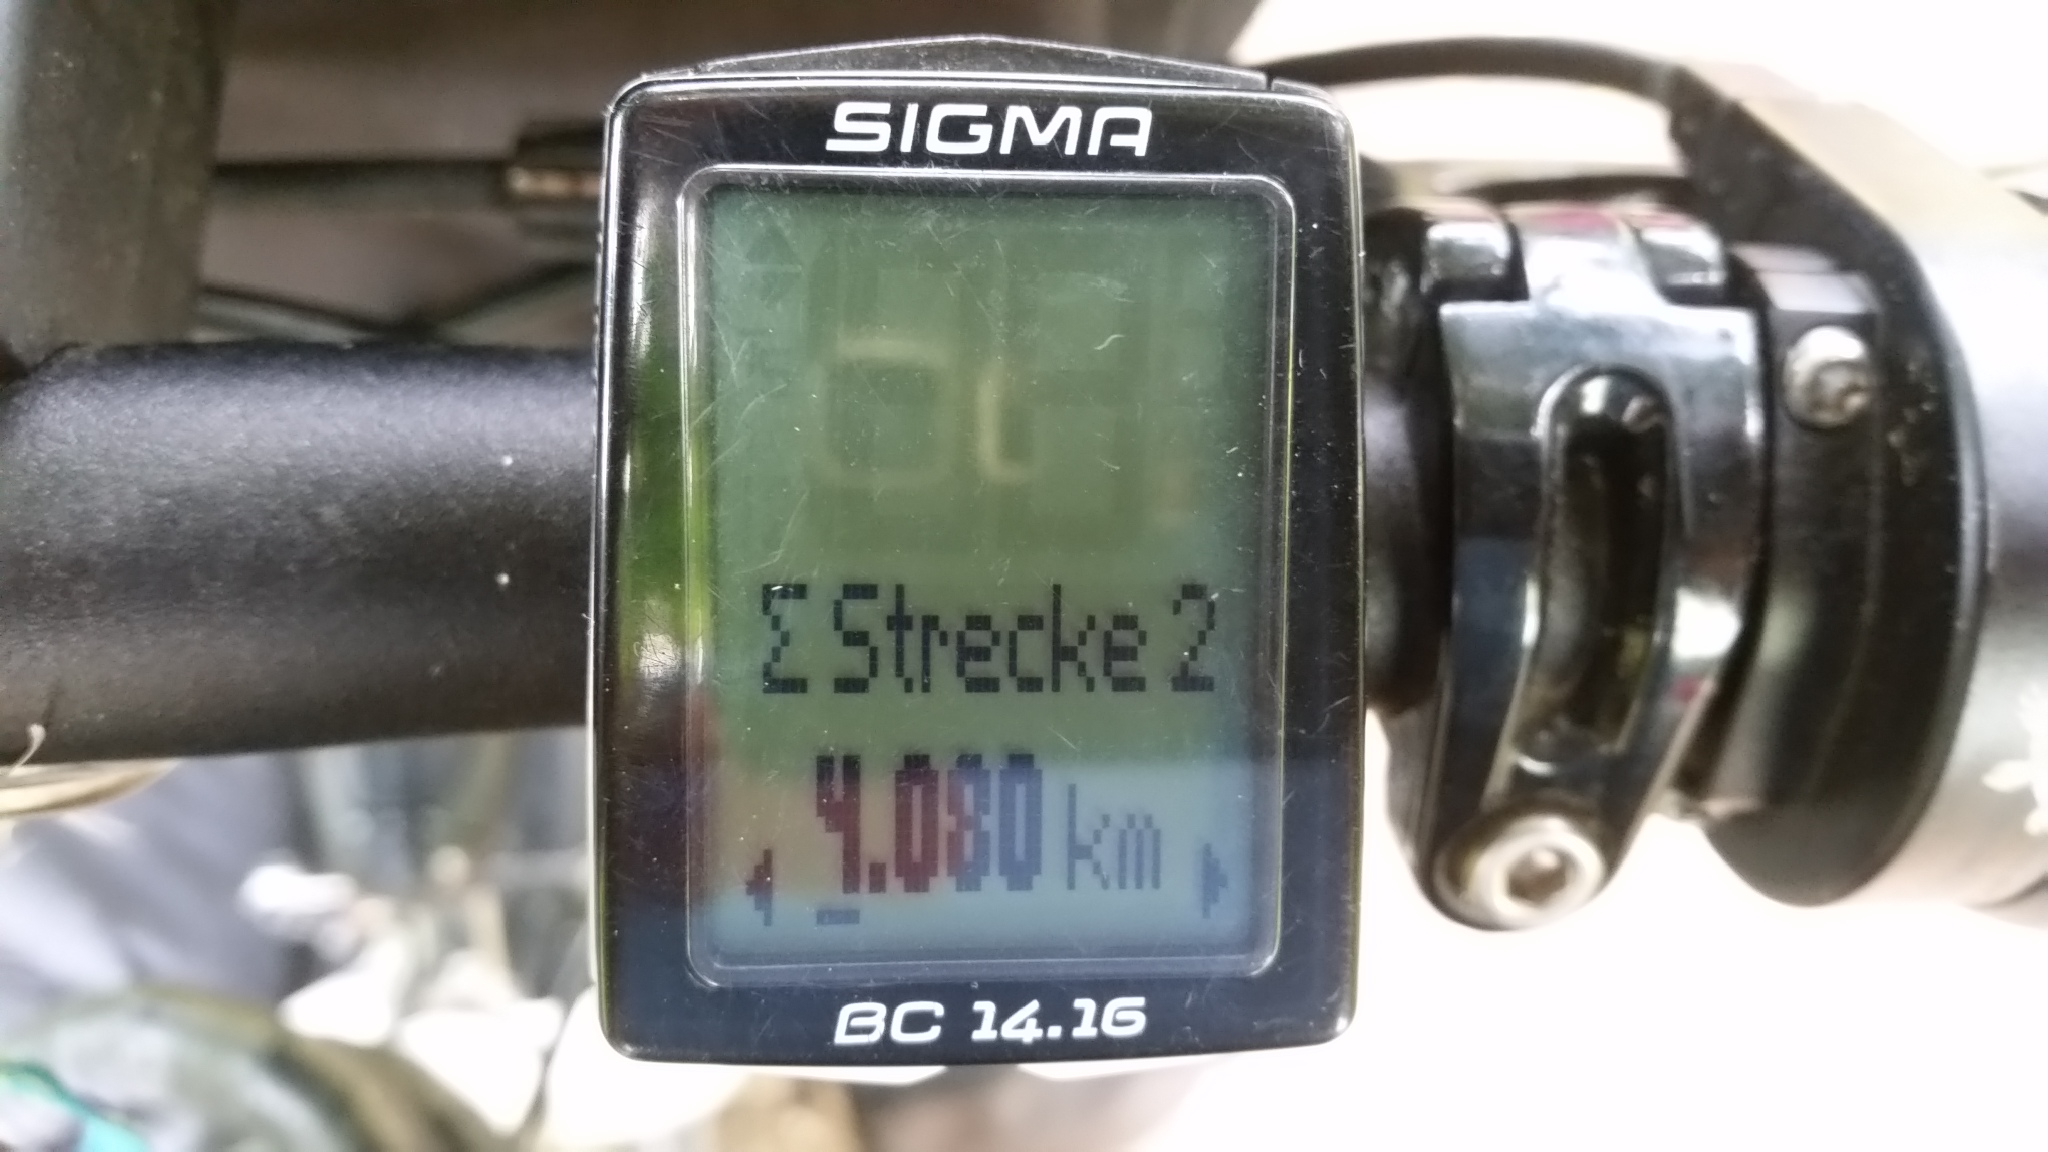 SIGMA
Σ Strecke 2
4.080 km
BC 14.16